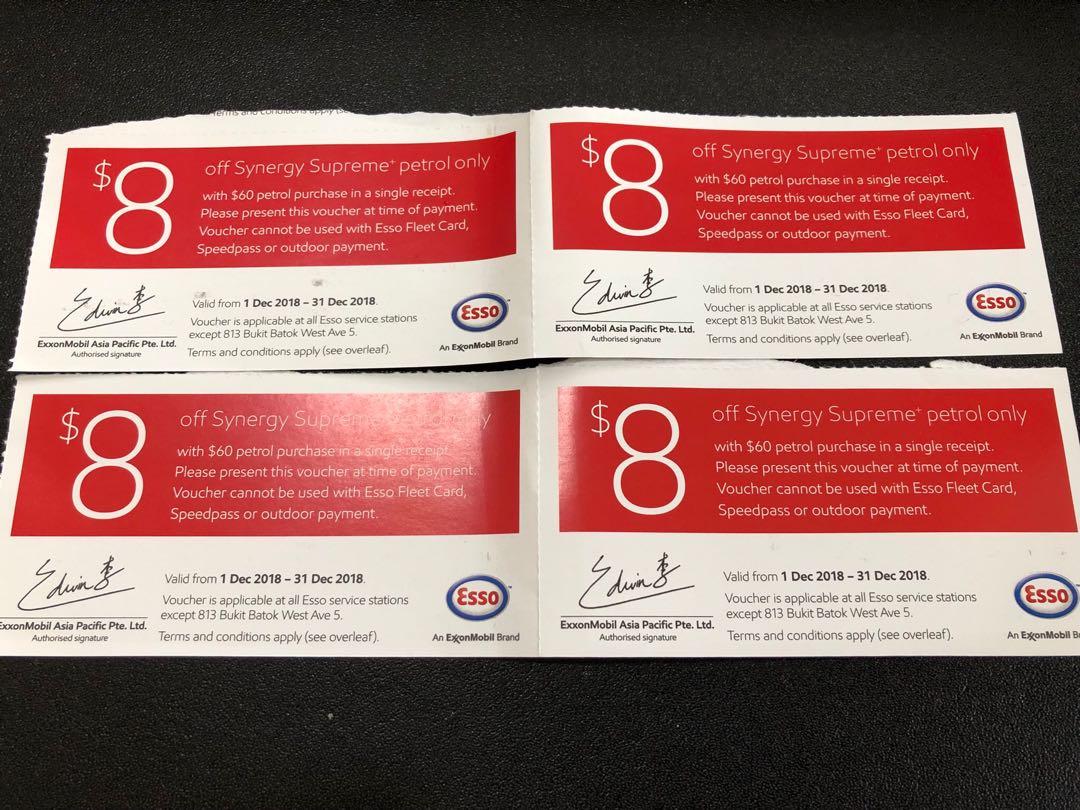 Terms and conditions apply (se
$8 off Synergy Supreme+ petrol only
with $60 petrol purchase in a single receipt.
Please present this voucher at time of payment.
Voucher cannot be used with Esso Fleet Card,
Speedpass or outdoor payment.
Edwin 李
ExxonMobil Asia Pacific Pte. Ltd.
Authorised signature
Valid from 1 Dec 2018 – 31 Dec 2018.
Voucher is applicable at all Esso service stations
except 813 Bukit Batok West Ave 5.
Terms and conditions apply (see overleaf).
Esso
An ExxonMobil Brand
$8 off Synergy Supreme+ petrol only
with $60 petrol purchase in a single receipt.
Please present this voucher at time of payment.
Voucher cannot be used with Esso Fleet Card,
Speedpass or outdoor payment.
Edwin 李
ExxonMobil Asia Pacific Pte. Ltd.
Authorised signature
Valid from 1 Dec 2018 – 31 Dec 2018.
Voucher is applicable at all Esso service stations
except 813 Bukit Batok West Ave 5.
Terms and conditions apply (see overleaf).
Esso
An ExxonMobil Brand
$8 off Synergy Supreme+ petrol only
with $60 petrol purchase in a single receipt.
Please present this voucher at time of payment.
Voucher cannot be used with Esso Fleet Card,
Speedpass or outdoor payment.
Edwin 李
ExxonMobil Asia Pacific Pte. Ltd.
Authorised signature
Valid from 1 Dec 2018 – 31 Dec 2018.
Voucher is applicable at all Esso service stations
except 813 Bukit Batok West Ave 5.
Terms and conditions apply (see overleaf).
Esso
An ExxonMobil Brand
$8 off Synergy Supreme+ petrol only
with $60 petrol purchase in a single receipt.
Please present this voucher at time of payment.
Voucher cannot be used with Esso Fleet Card,
Speedpass or outdoor payment.
Edwin 李
ExxonMobil Asia Pacific Pte. Ltd.
Authorised signature
Valid from 1 Dec 2018 – 31 Dec 2018.
Voucher is applicable at all Esso service stations
except 813 Bukit Batok West Ave 5.
Terms and conditions apply (see overleaf).
Esso
An ExxonMobil B